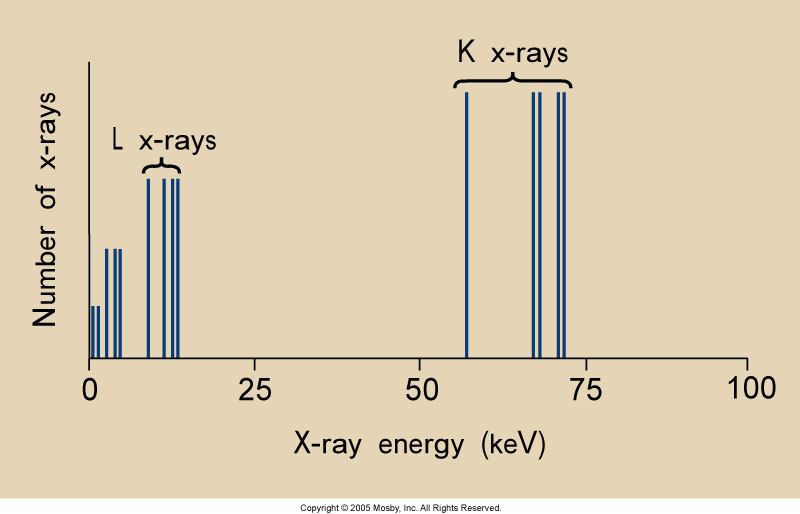 K x-rays
L x-rays
Number of x-rays
0 25 50 75 100
X-ray energy (keV)
Copyright © 2005 Mosby, Inc. All Rights Reserved.